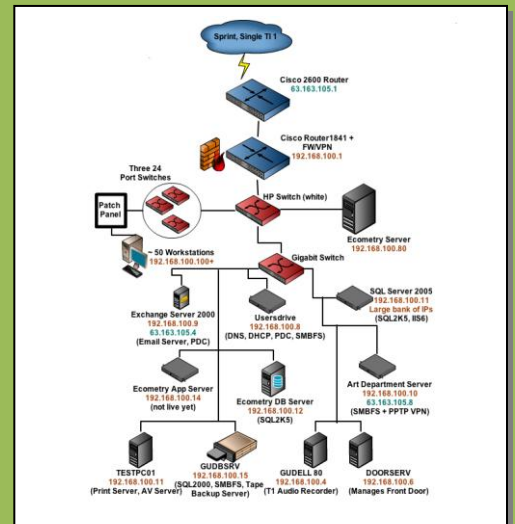 Sprint, Single TI 1
Cisco 2600 Router
63.163.105.1
Cisco Router1841 +
FW/VPN
192.168.100.1
Three 24
Port Switches
HP Switch (white)
Patch
Panel
Ecometry Server
192.168.100.80
~ 50 Workstations
192.168.100.100+
Gigabit Switch
Exchange Server 2000
192.168.100.9
63.163.105.4
(Email Server, PDC)
Usersdrive
192.168.100.8
(DNS, DHCP, PDC, SMBFS)
SQL Server 2005
192.168.100.11
Large bank of IPs
(SQL2K5, IIS6)
Ecometry App Server
192.168.100.14
(not live yet)
Ecometry DB Server
192.168.100.12
(SQL2K5)
Art Department Server
192.168.100.10
63.163.105.8
(SMBFS + PPTP VPN)
TESTPC01
192.168.100.11
(Print Server, AV Server)
GUDBSRV
192.168.100.15
(SQL2000, SMBFS, Tape
Backup Server)
GUDELL 80
192.168.100.4
(T1 Audio Recorder)
DOORSERV
192.168.100.6
(Manages Front Door)